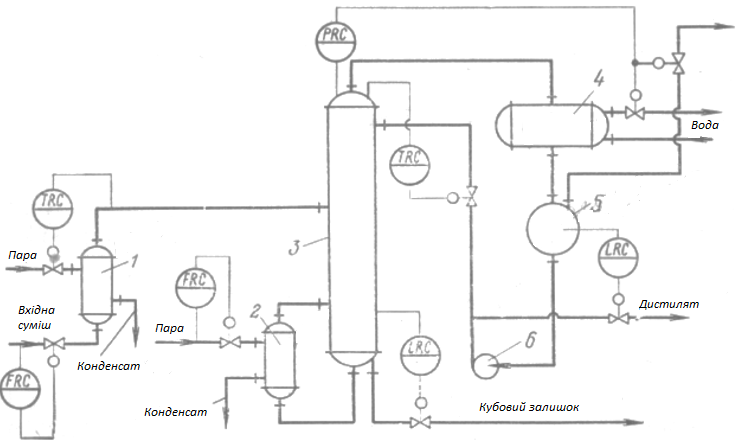 PRC
4
Вода
TRC
TRC
5
Пара
1
3
LRC
FRC
2
Дистилят
Вхідна
суміш
Пара
LRC
6
Конденсат
FRC
Конденсат
Кубовий залишок